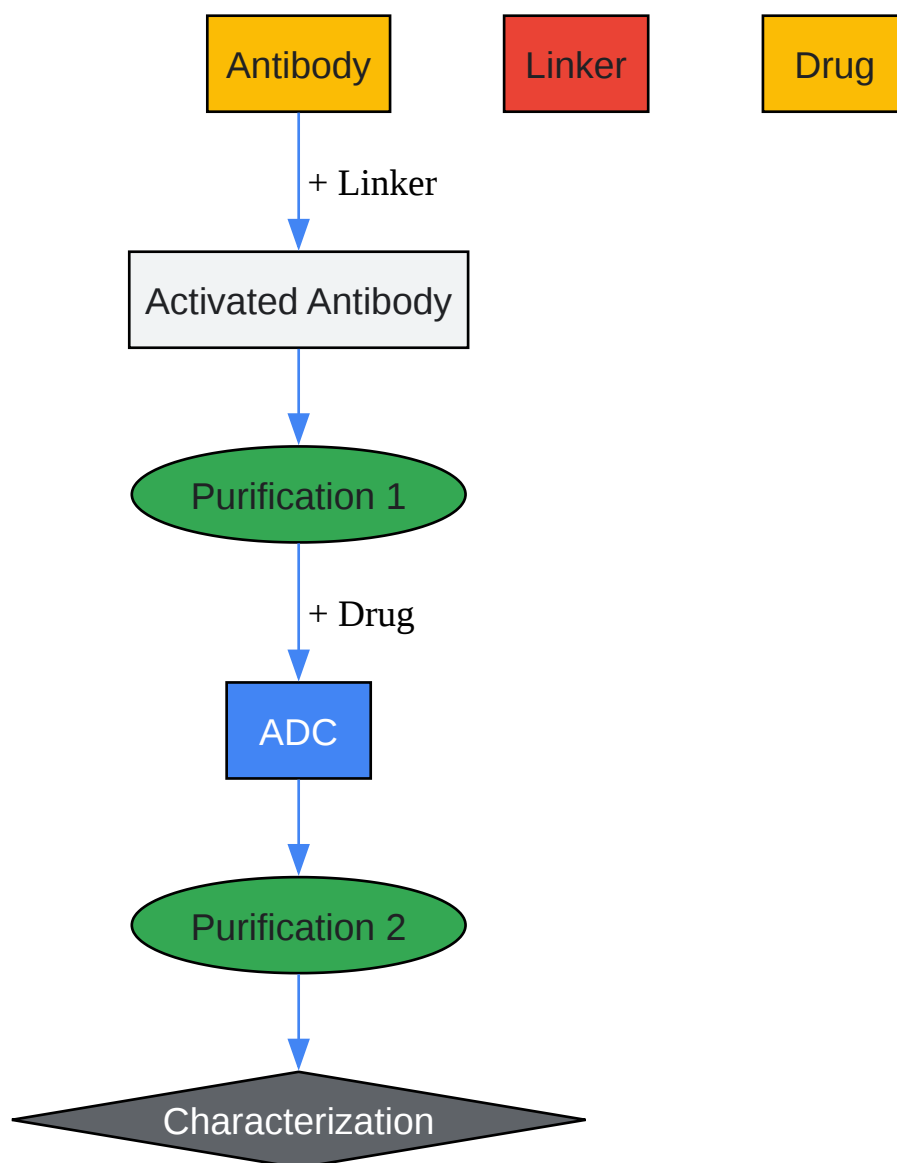 Antibody
Linker
Drug
+ Linker
Activated Antibody
Purification 1
+ Drug
ADC
Purification 2
Characterization